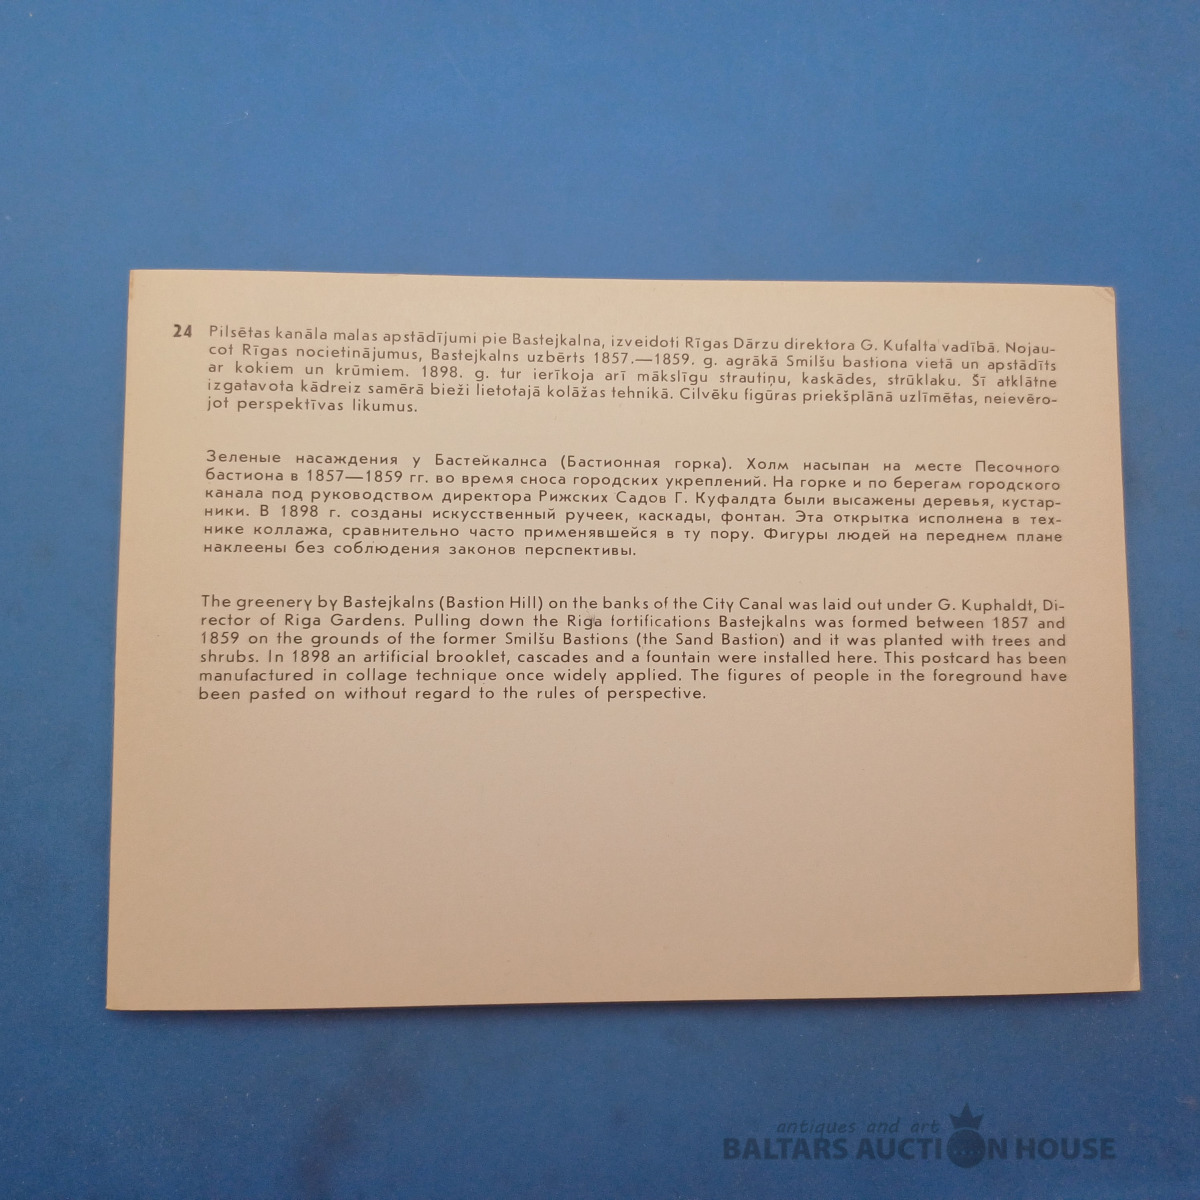 24 Pilsētas kanāla malas apstādījumi pie Bastejkalna, izveidoti Rīgas Dārzu direktora G. Kufalta vadībā. Nojau-
cot Rīgas nocietinājumus, Bastejkalns uzbērts 1857.—1859. g. agrākā Smilšu bastiona vietā un apstādīts
ar kokiem un krūmiem. 1898. g. tur ierīkoja arī mākslīgu strautiņu, kaskādes, strūklaku. Šī atklātne
izgatavota kādreiz samērā bieži lietotajā kolāžas tehnikā. Cilvēku figūras priekšplānā uzlīmētas, neievēro-
jot perspektīvas likumus.
Зеленые насаждения у Бастейкалнса (Бастионная горка). Холм насыпан на месте Песочного
бастиона в 1857—1859 гг. во время сноса городских укреплений. На горке и по берегам городского
канала под руководством директора Рижских Садов Г. Куфалдта были высажены деревья, кустар-
ники. В 1898 г. созданы искусственный ручеек, каскады, фонтан. Эта открытка исполнена в тех-
нике коллажа, сравнительно часто применявшейся в ту пору. Фигуры людей на переднем плане
наклеены без соблюдения законов перспективы.
The greenery by Bastejkalns (Bastion Hill) on the banks of the City Canal was laid out under G. Kuphaldt, Di-
rector of Riga Gardens. Pulling down the Riga fortifications Bastejkalns was formed between 1857 and
1859 on the grounds of the former Smilšu Bastions (the Sand Bastion) and it was planted with trees and
shrubs. In 1898 an artificial brooklet, cascades and a fountain were installed here. This postcard has been
manufactured in collage technique once widely applied. The figures of people in the foreground have
been pasted on without regard to the rules of perspective.
antiques and art
BALTARS AUCTION HOUSE